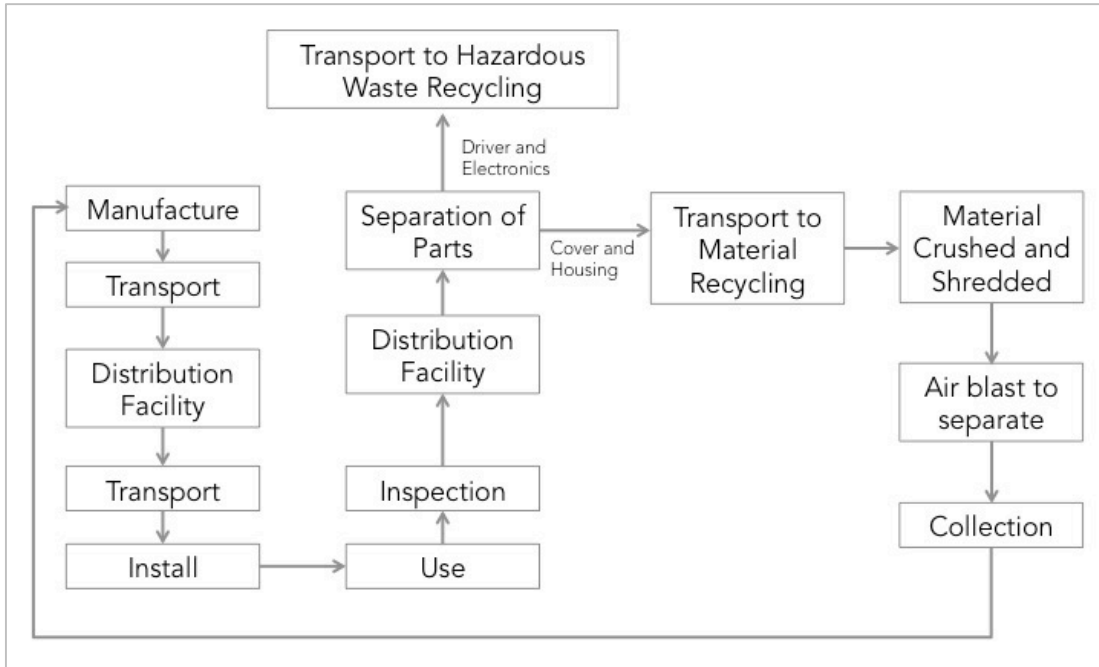 Transport to Hazardous
Waste Recycling
Driver and
Electronics
Manufacture
Transport
Distribution
Facility
Transport
Install
Separation of
Parts
Cover and
Housing
Distribution
Facility
Inspection
Use
Transport to
Material
Recycling
Material
Crushed and
Shredded
Air blast to
separate
Collection